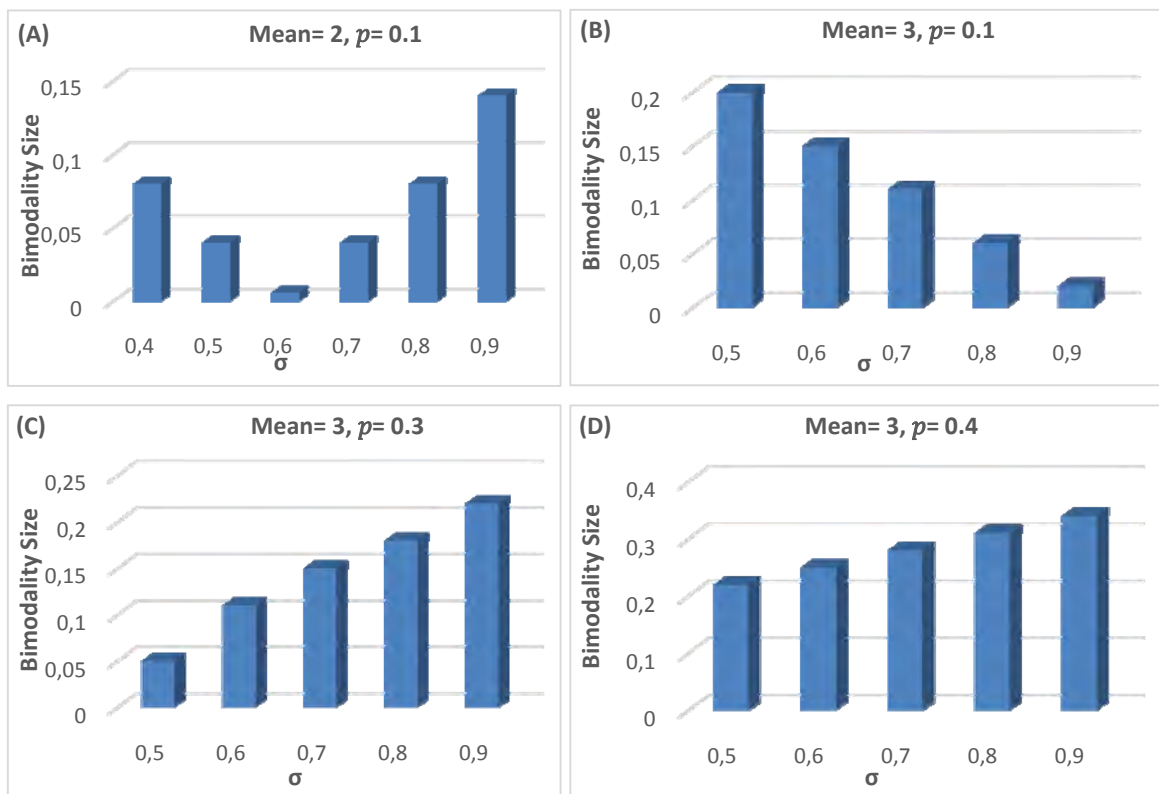 (A)
Mean= 2, p= 0.1
Bimodality Size
0,15
0,1
0,05
0
0,4 0,5 0,6 0,7 0,8 0,9
σ
(B)
Mean= 3, p= 0.1
Bimodality Size
0,2
0,15
0,1
0,05
0
0,5 0,6 0,7 0,8 0,9
σ
(C)
Mean= 3, p= 0.3
Bimodality Size
0,25
0,2
0,15
0,1
0,05
0
0,5 0,6 0,7 0,8 0,9
σ
(D)
Mean= 3, p= 0.4
Bimodality Size
0,4
0,3
0,2
0,1
0
0,5 0,6 0,7 0,8 0,9
σ